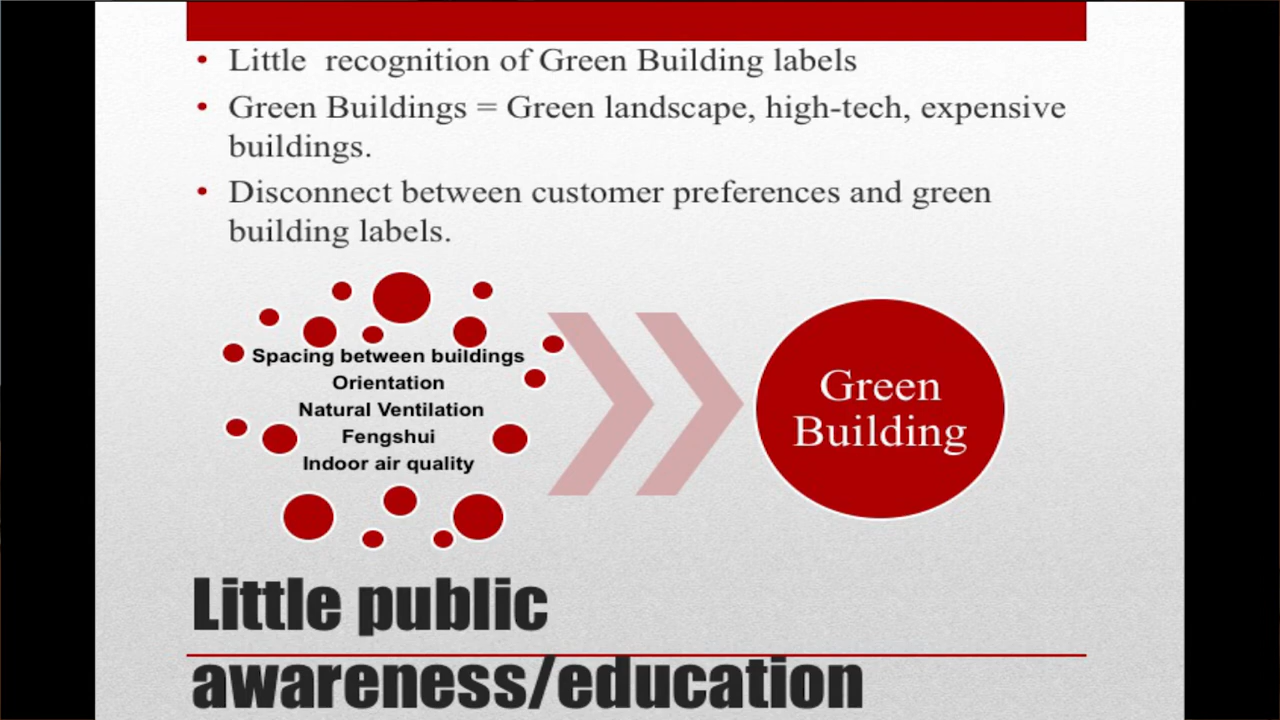 • Little  recognition of Green Building labels
• Green Buildings = Green landscape, high-tech, expensive
buildings.
• Disconnect between customer preferences and green
building labels.
Spacing between buildings
Orientation
Natural Ventilation
Fengshui
Indoor air quality
Green
Building
Little public
awareness/education